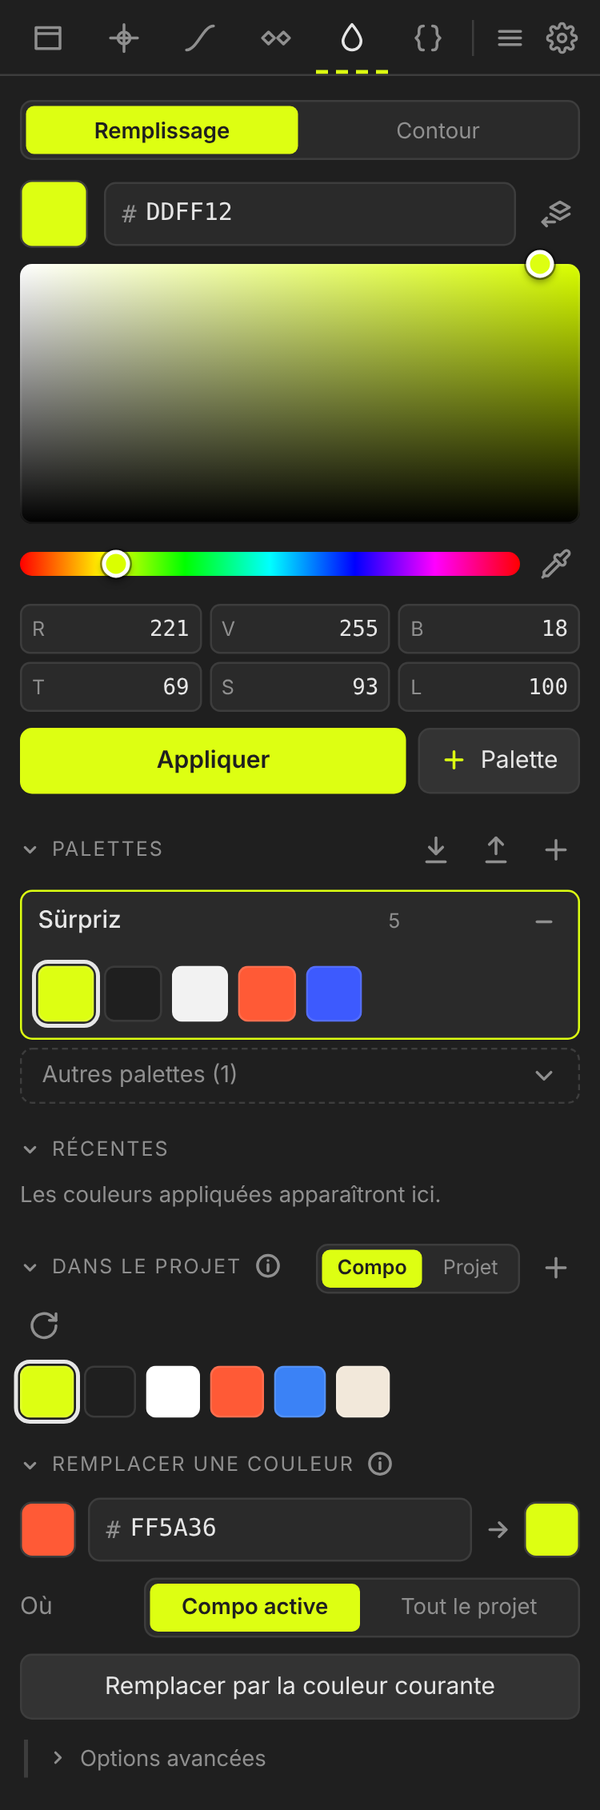 Remplissage Contour
# DDFF12
R 221 V 255 B 18
T 69 S 93 L 100
Appliquer + Palette
PALETTES
Sürpriz 5
Autres palettes (1)
RÉCENTES
Les couleurs appliquées apparaîtront ici.
DANS LE PROJET Compo Projet
REMPLACER UNE COULEUR
# FF5A36
Où Compo active Tout le projet
Remplacer par la couleur courante
Options avancées